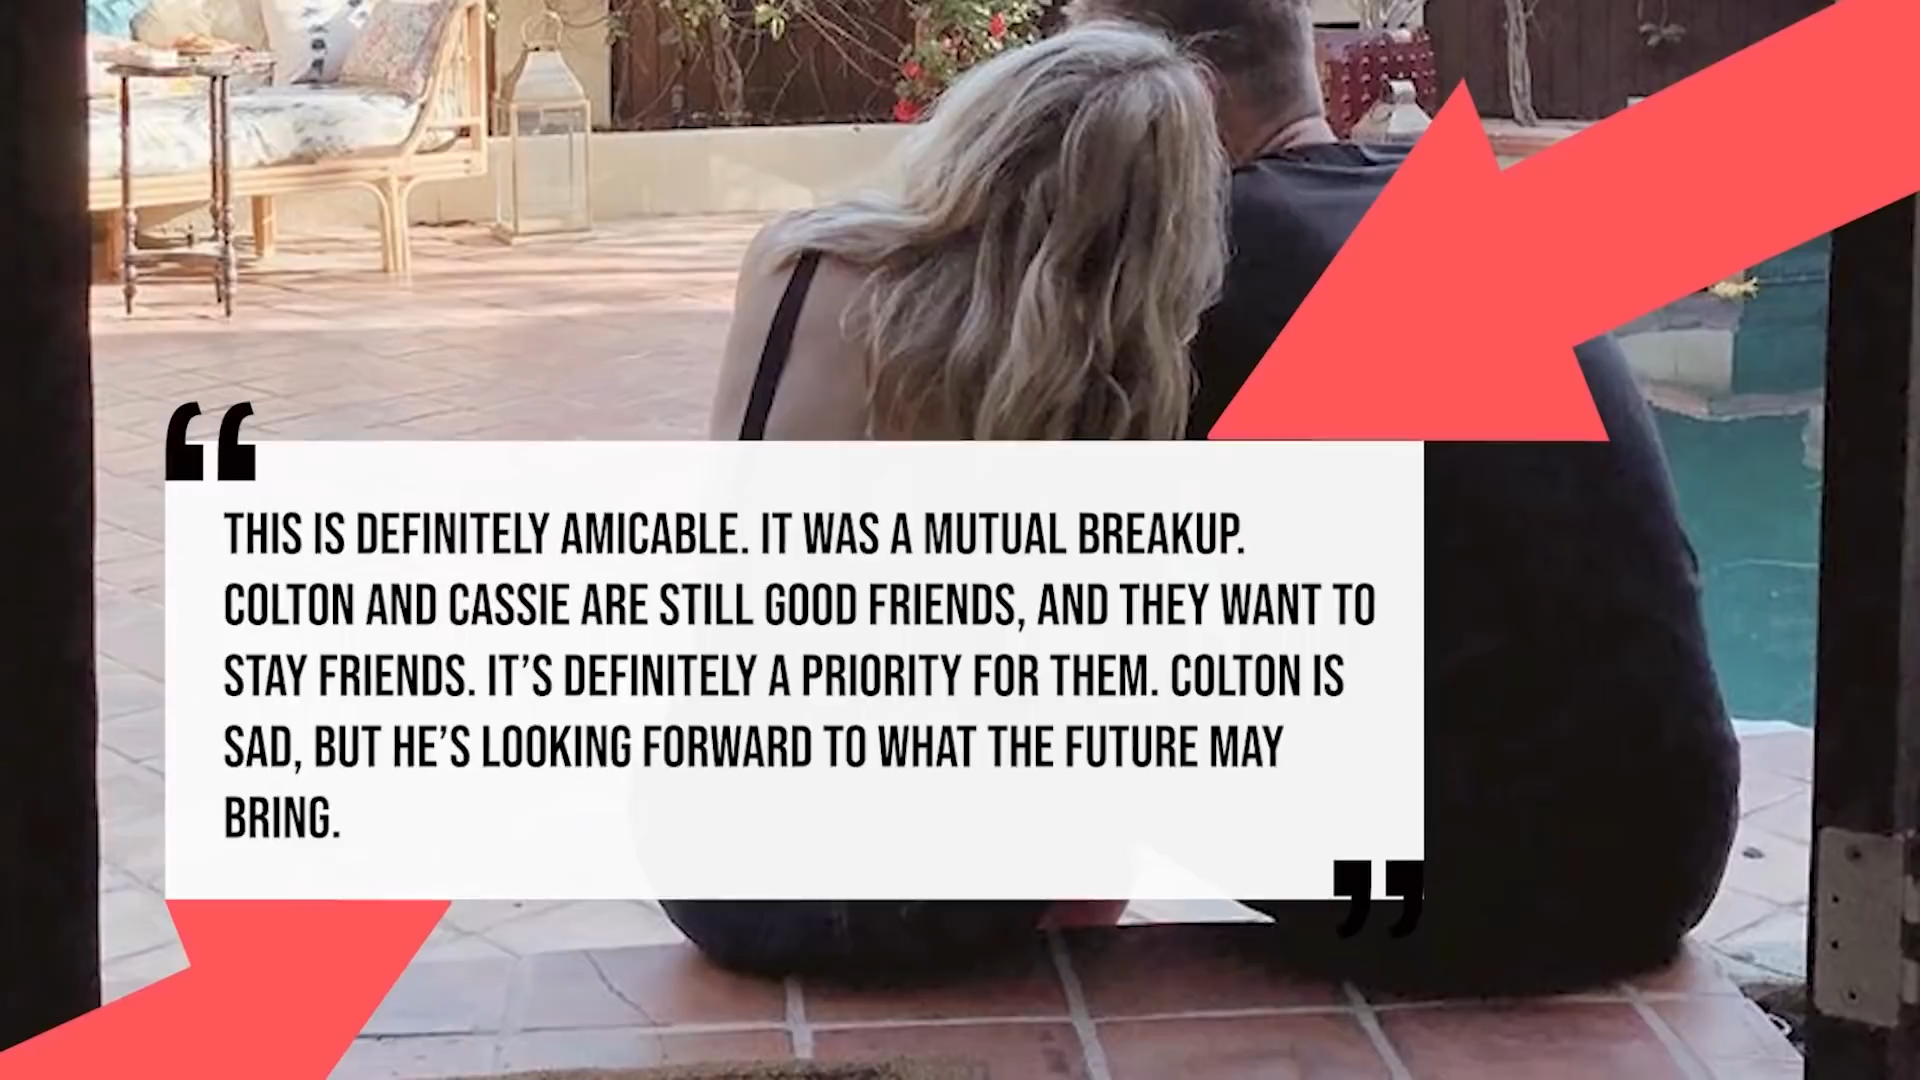 “
THIS IS DEFINITELY AMICABLE. IT WAS A MUTUAL BREAKUP.
COLTON AND CASSIE ARE STILL GOOD FRIENDS, AND THEY WANT TO
STAY FRIENDS. IT’S DEFINITELY A PRIORITY FOR THEM. COLTON IS
SAD, BUT HE’S LOOKING FORWARD TO WHAT THE FUTURE MAY
BRING.
”